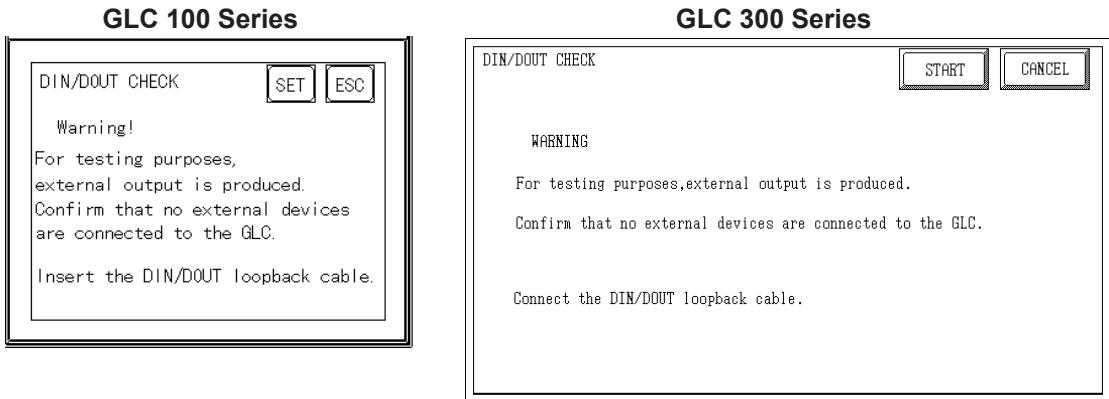 GLC 100 Series
DIN/DOUT CHECK
SET
ESC
Warning!
For testing purposes,
external output is produced.
Confirm that no external devices
are connected to the GLC.
Insert the DIN/DOUT loopback cable.
GLC 300 Series
DIN/DOUT CHECK
START
CANCEL
WARNING
For testing purposes,external output is produced.
Confirm that no external devices are connected to the GLC.
Connect the DIN/DOUT loopback cable.